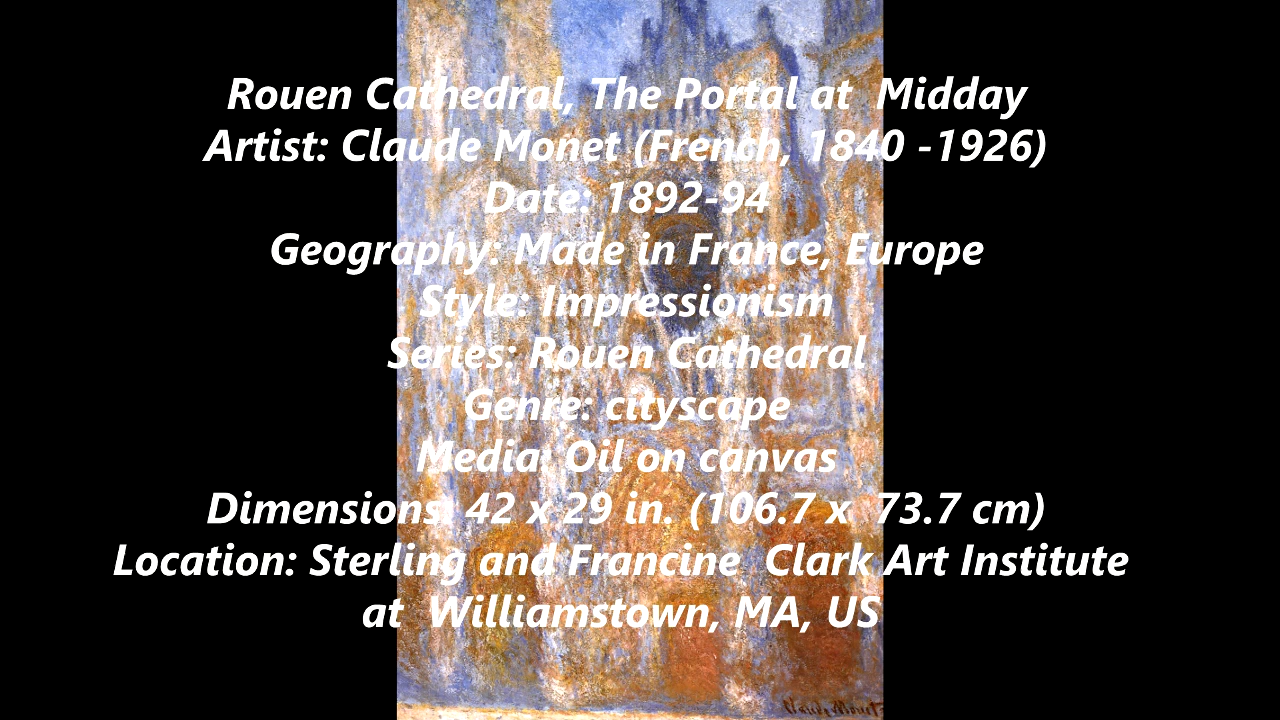 Rouen Cathedral, The Portal at Midday
Artist: Claude Monet (French, 1840 -1926)
Date: 1892-94
Geography: Made in France, Europe
Style: Impressionism
Series: Rouen Cathedral
Genre: cityscape
Media: Oil on canvas
Dimensions: 42 x 29 in. (106.7 x 73.7 cm)
Location: Sterling and Francine Clark Art Institute
at Williamstown, MA, US
Claude Monet